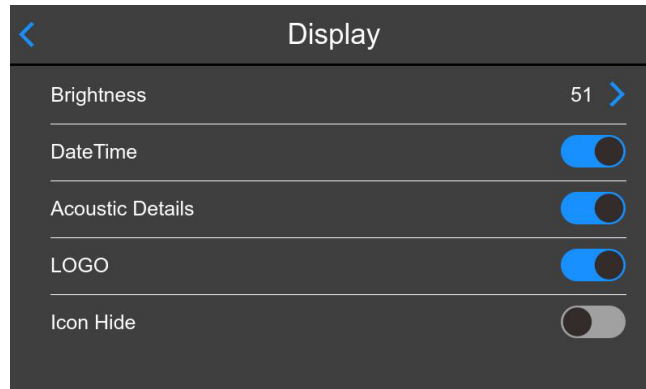 Display
Brightness 51
DateTime
Acoustic Details
LOGO
Icon Hide